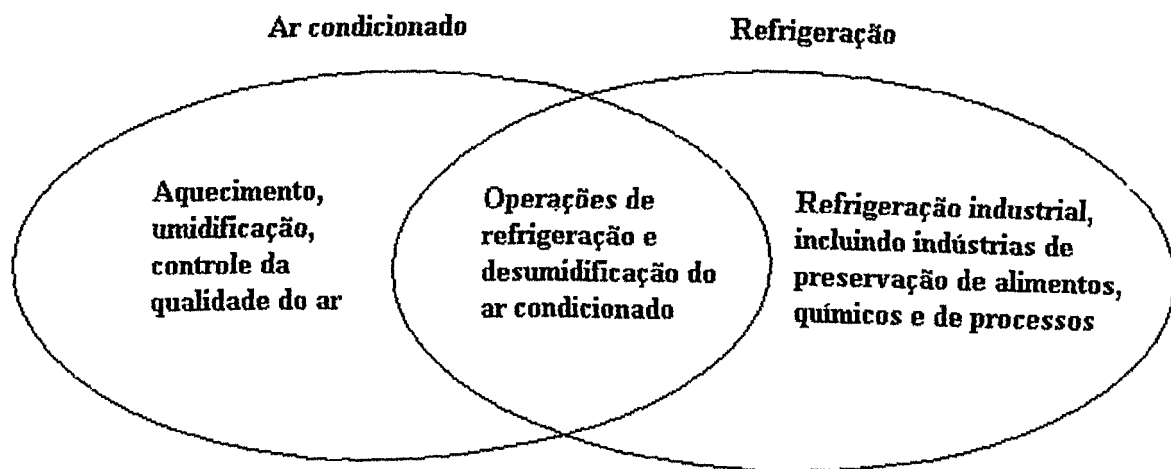 Ar condicionado
Refrigeração
Aquecimento,
umidificação,
controle da
qualidade do ar
Operações de
refrigeração e
desumidificação do
ar condicionado
Refrigeração industrial,
incluindo indústrias de
preservação de alimentos,
químicos e de processos